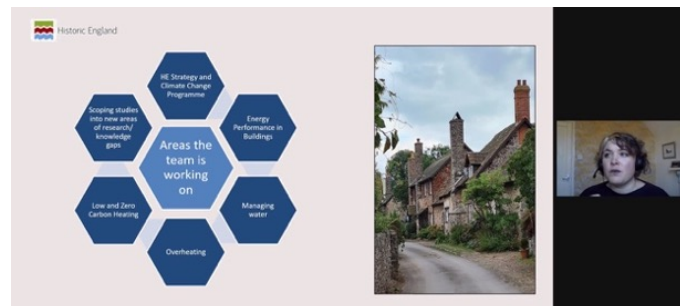 Historic England
HE Strategy and
Climate Change
Programme
Scoping studies
into new areas
of research/
knowledge
gaps
Energy
Performance in
Buildings
Areas the
team is
working
on
Low and Zero
Carbon Heating
Managing
water
Overheating